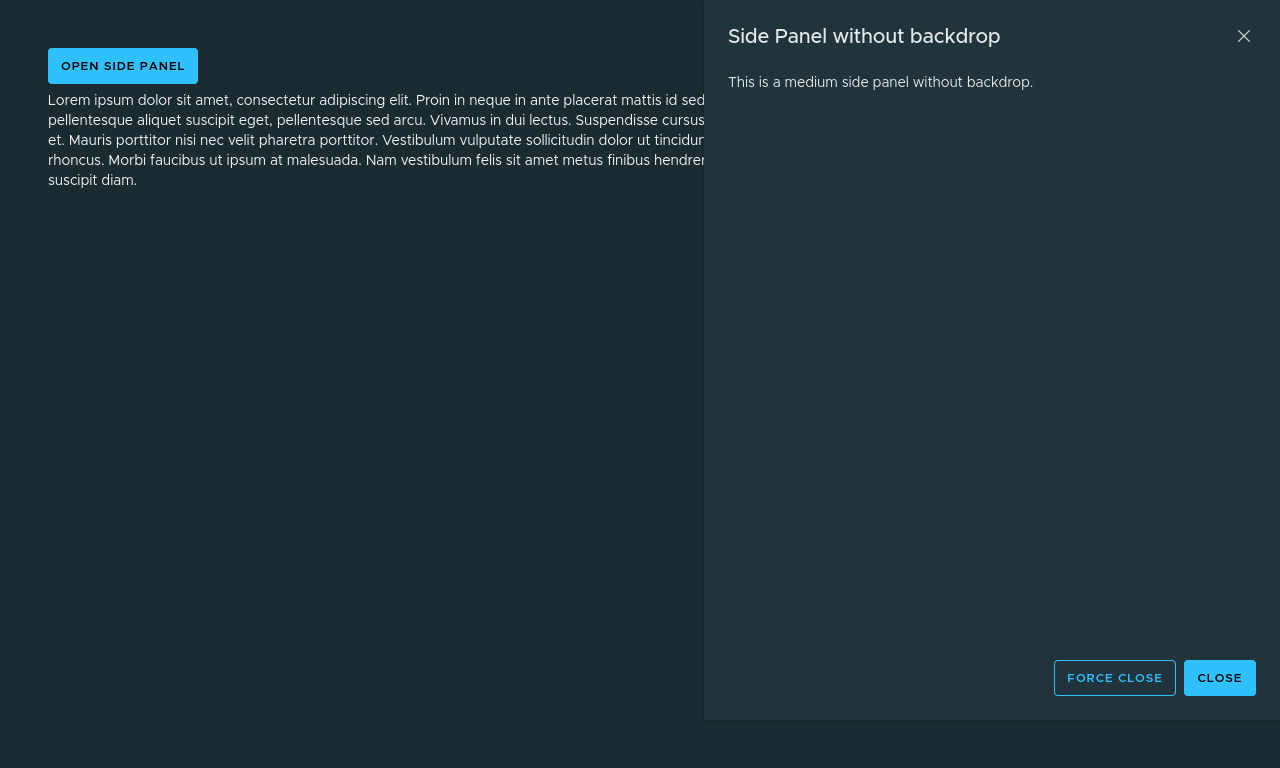 OPEN SIDE PANEL
Lorem ipsum dolor sit amet, consectetur adipiscing elit. Proin in neque in ante placerat mattis id sed
pellentesque aliquet suscipit eget, pellentesque sed arcu. Vivamus in dui lectus. Suspendisse cursus
et. Mauris porttitor nisi nec velit pharetra porttitor. Vestibulum vulputate sollicitudin dolor ut
rhoncus. Morbi faucibus ut ipsum at malesuada. Nam vestibulum felis sit amet metus finibus
suscipit diam.
Side Panel without backdrop
This is a medium side panel without backdrop.
FORCE CLOSE
CLOSE